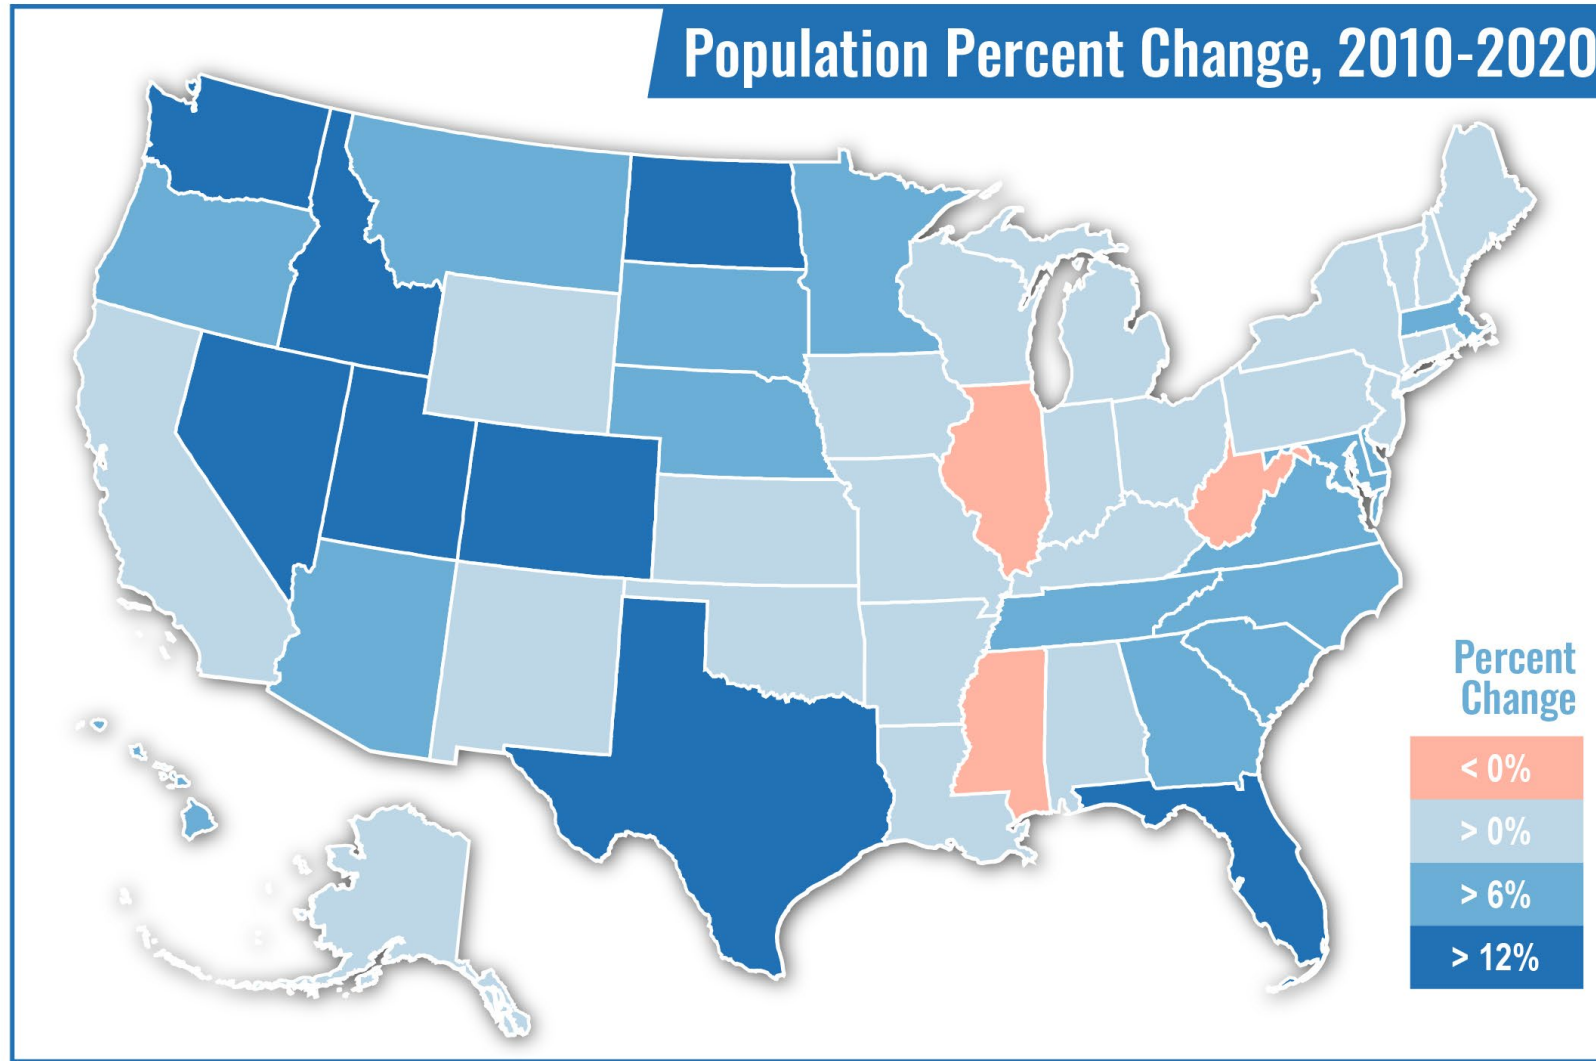 Population Percent Change, 2010-2020
Percent
Change
< 0%
> 0%
> 6%
> 12%